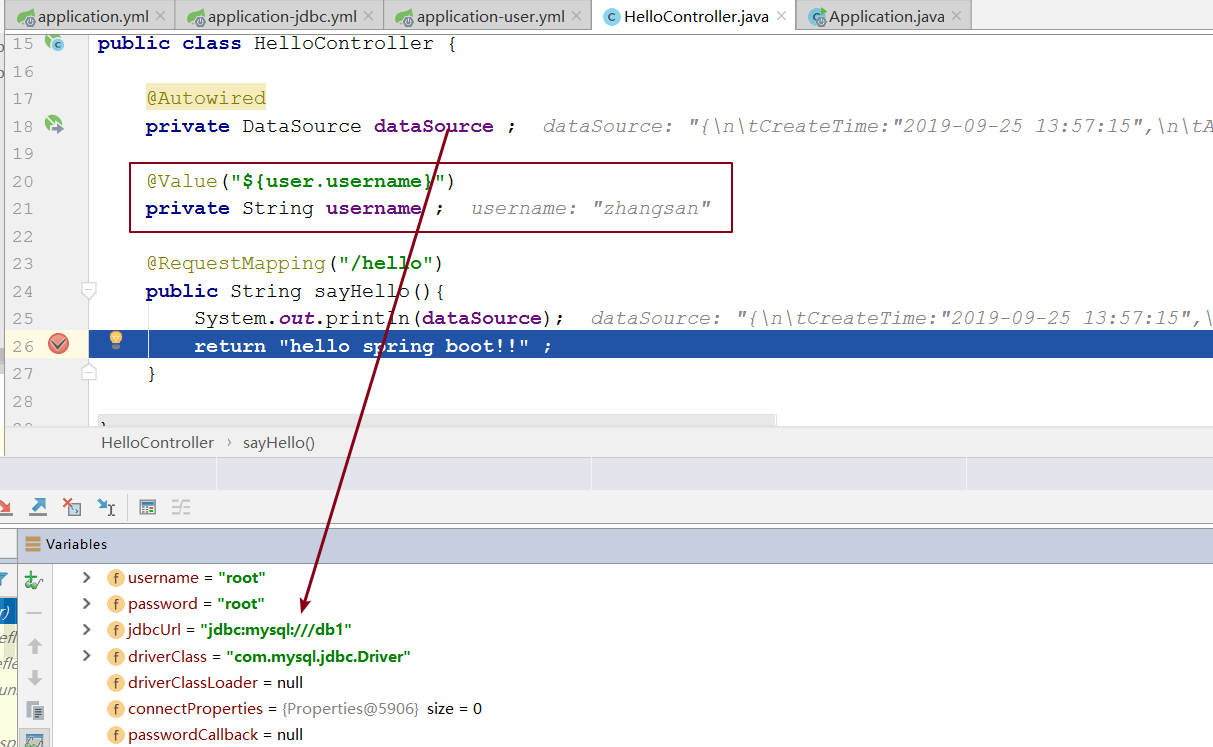 application.yml application-jdbc.yml application-user.yml HelloController.java Application.java
15 public class HelloController {
16
17 @Autowired
18 private DataSource dataSource ; dataSource: "{\n\tCreateTime:"2019-09-25 13:57:15",\n\tA
19
20 @Value("${user.username}")
21 private String username ; username: "zhangsan"
22
23 @RequestMapping("/hello")
24 public String sayHello(){
25 System.out.println(dataSource); dataSource: "{\n\tCreateTime:"2019-09-25 13:57:15",\
26 return "hello spring boot!!" ;
27 }
28
HelloController › sayHello()
Variables
username = "root"
password = "root"
jdbcUrl = "jdbc:mysql:///db1"
driverClass = "com.mysql.jdbc.Driver"
driverClassLoader = null
connectProperties = {Properties@5906} size = 0
passwordCallback = null